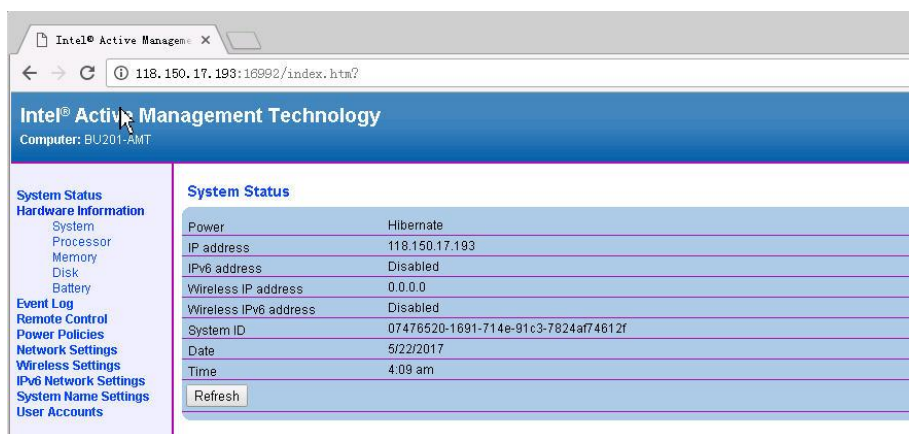 Intel® Active Manageme
118.150.17.193:16992/index.htm?
Intel® Active Management Technology
Computer: BU201-AMT
System Status
Hardware Information
System
Processor
Memory
Disk
Battery
Event Log
Remote Control
Power Policies
Network Settings
Wireless Settings
IPv6 Network Settings
System Name Settings
User Accounts
System Status
Power Hibernate
IP address 118.150.17.193
IPv6 address Disabled
Wireless IP address 0.0.0.0
Wireless IPv6 address Disabled
System ID 07476520-1691-714e-91c3-7824af74612f
Date 5/22/2017
Time 4:09 am
Refresh